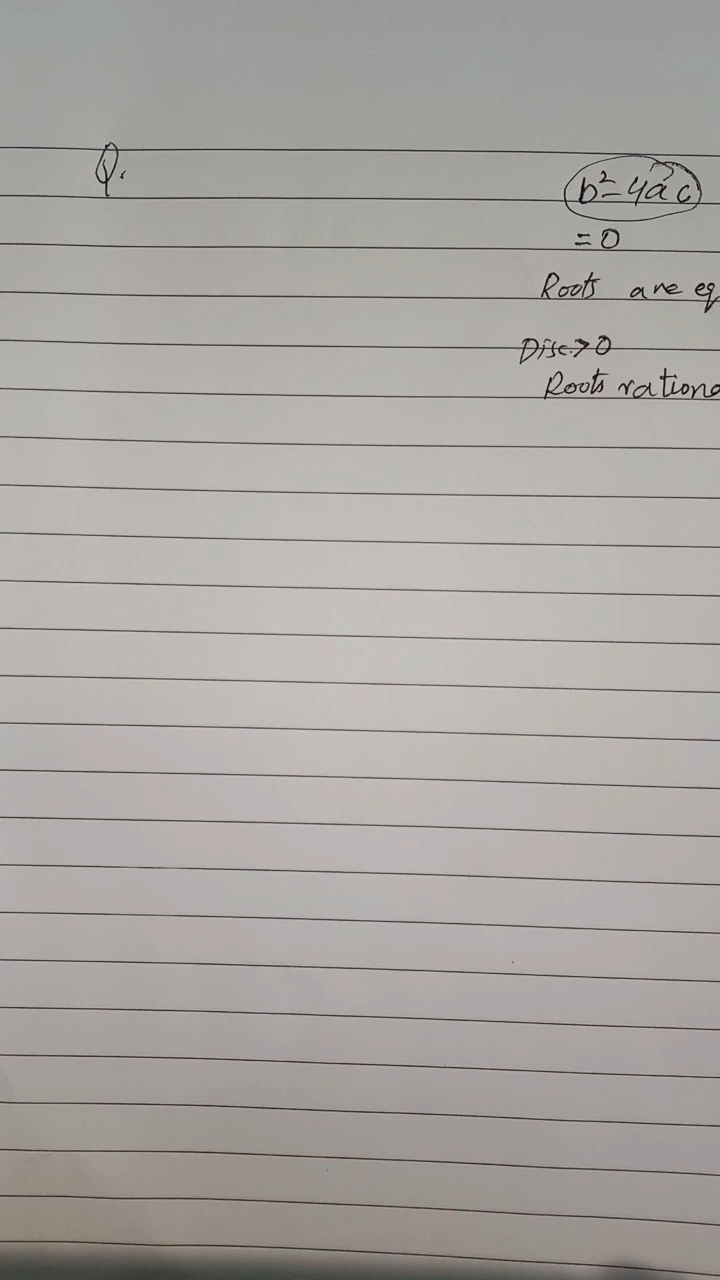 Q.
b²-4ac
= 0
Roots are eq
Disc.> 0
Roots rationa